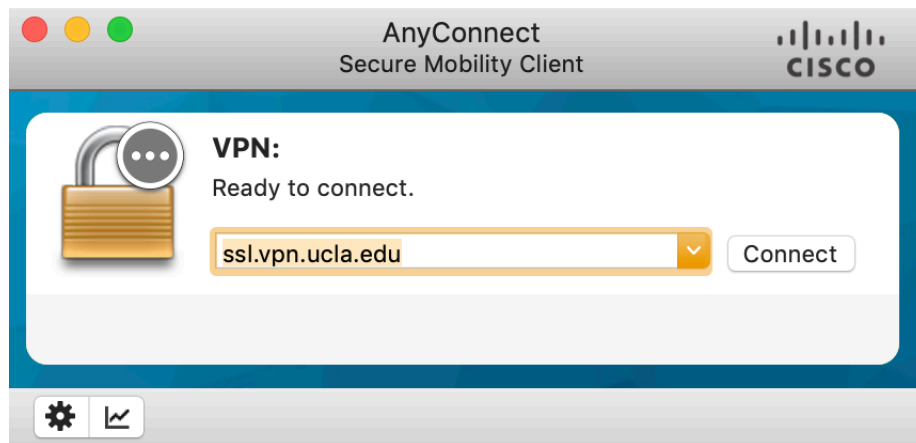 AnyConnect
Secure Mobility Client
CISCO
VPN:
Ready to connect.
ssl.vpn.ucla.edu
Connect